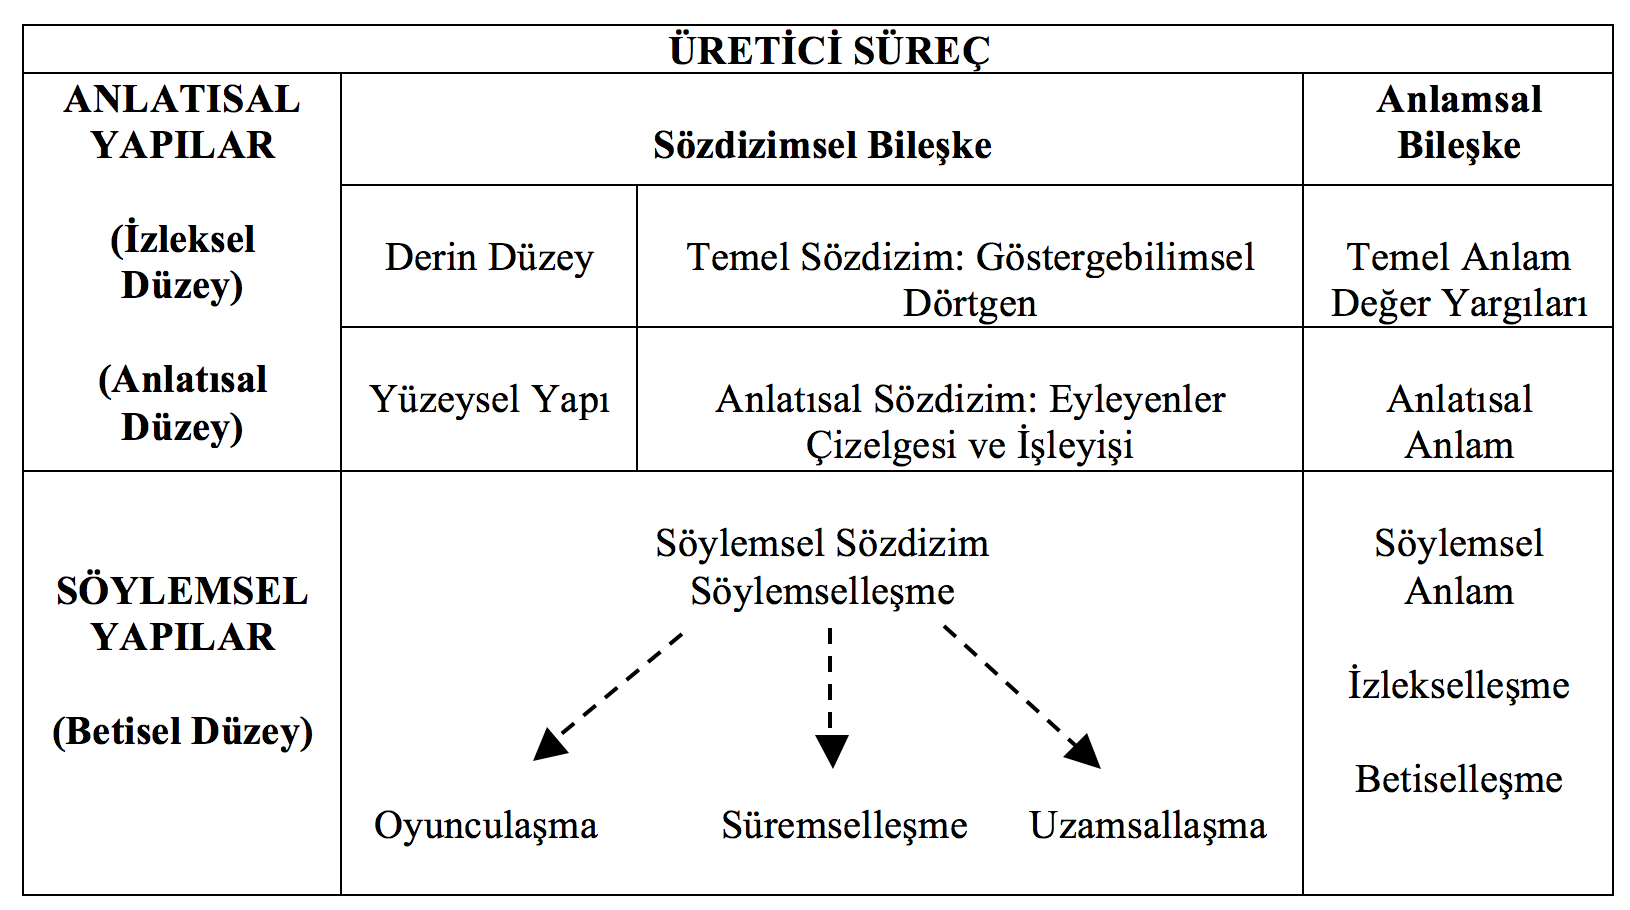 ÜRETİCİ SÜREÇ
ANLATISAL
YAPILAR
(İzleksel
Düzey)
(Anlatısal
Düzey)
Sözdizimsel Bileşke
Anlamsal
Bileşke
Derin Düzey
Temel Sözdizim: Göstergebilimsel
Dörtgen
Temel Anlam
Değer Yargıları
Yüzeysel Yapı
Anlatısal Sözdizim: Eyleyenler
Çizelgesi ve İşleyişi
Anlatısal
Anlam
SÖYLEMSEL
YAPILAR
(Betisel Düzey)
Söylemsel Sözdizim
Söylemselleşme
Oyunculaşma
Süremselleşme
Uzamsallaşma
Söylemsel
Anlam
İzlekselleşme
Betiselleşme